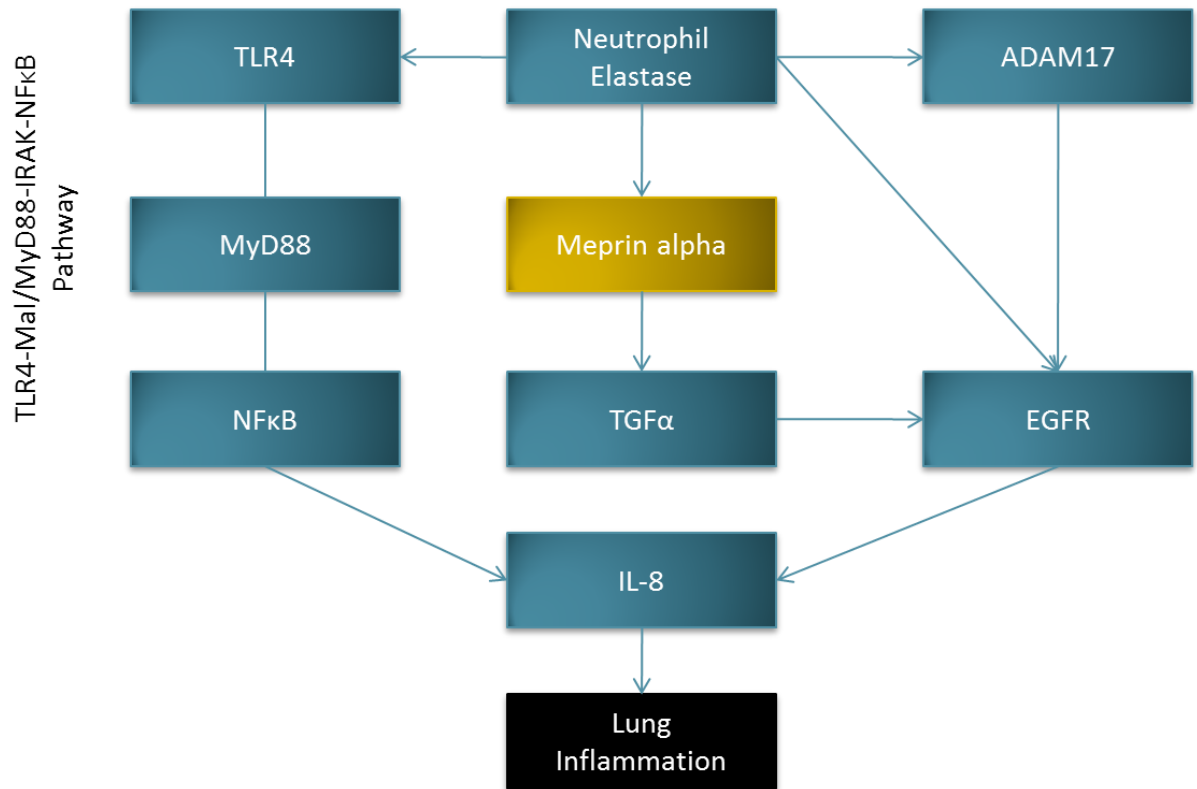 TLR4-Mal/MyD88-IRAK-NFκB
Pathway
TLR4
Neutrophil
Elastase
ADAM17
MyD88
Meprin alpha
NFκB
TGFα
EGFR
IL-8
Lung
Inflammation